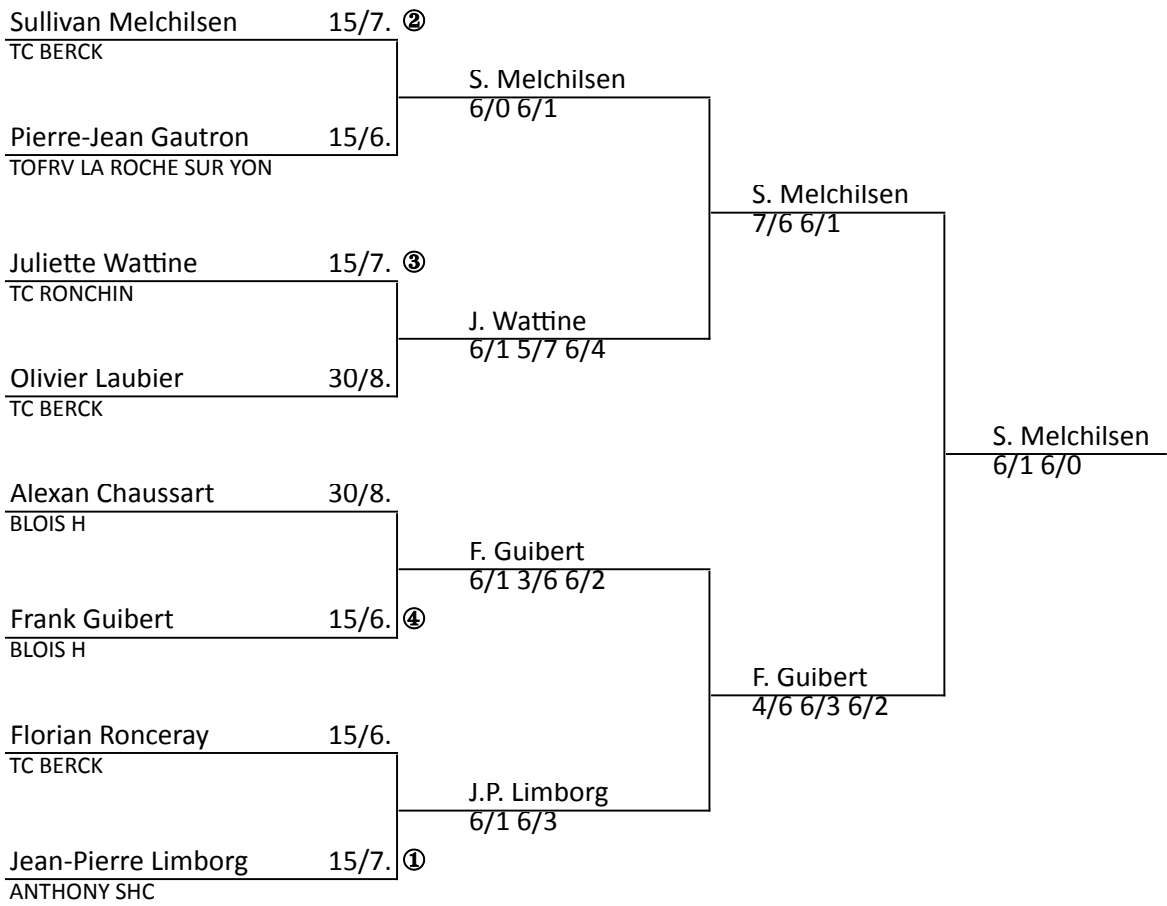 Sullivan Melchilsen 15/7. ②
TC BERCK
S. Melchilsen
6/0 6/1
Pierre-Jean Gautron 15/6.
TOFRV LA ROCHE SUR YON
S. Melchilsen
7/6 6/1
Juliette Wattine 15/7. ③
TC RONCHIN
J. Wattine
6/1 5/7 6/4
Olivier Laubier 30/8.
TC BERCK
S. Melchilsen
6/1 6/0
Alexan Chaussart 30/8.
BLOIS H
F. Guibert
6/1 3/6 6/2
Frank Guibert 15/6. ④
BLOIS H
F. Guibert
4/6 6/3 6/2
Florian Ronceray 15/6.
TC BERCK
J.P. Limborg
6/1 6/3
Jean-Pierre Limborg 15/7. ①
ANTHONY SHC